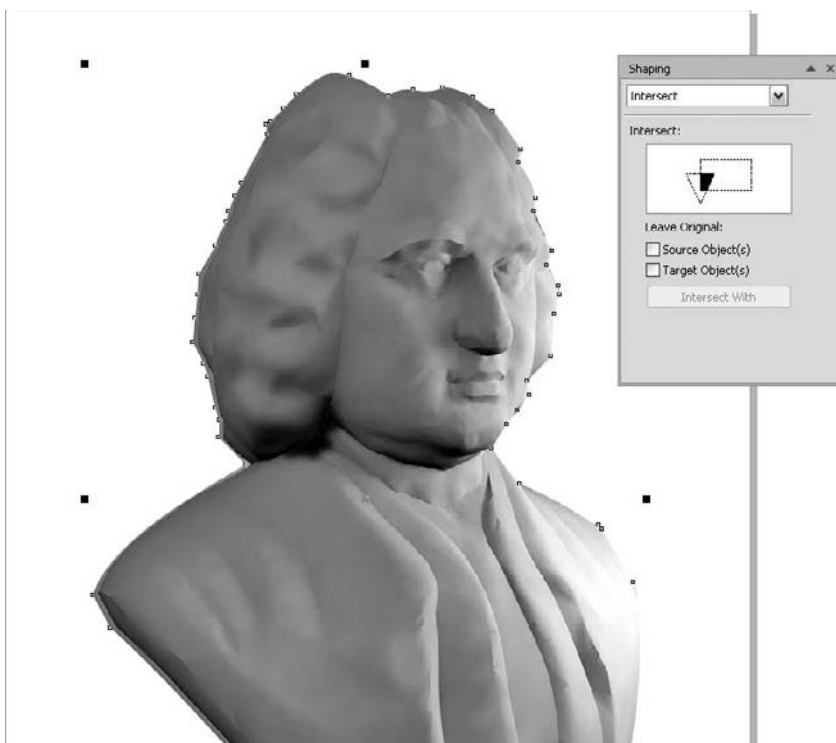 Shaping
Intersect
Intersect:
Leave Original:
Source Object(s)
Target Object(s)
Intersect With